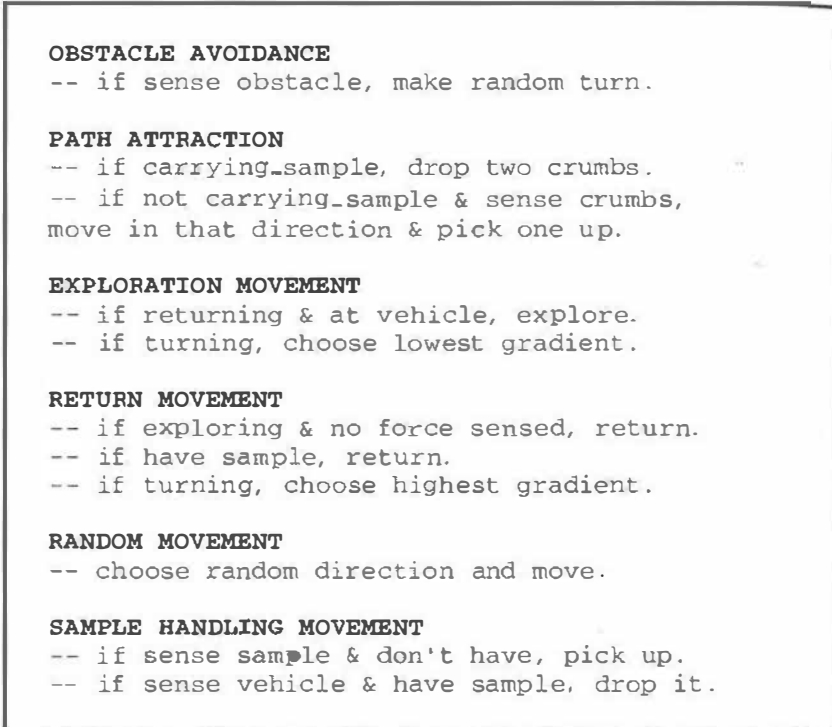 OBSTACLE AVOIDANCE
-- if sense obstacle, make random turn.
PATH ATTRACTION
-- if carrying_sample, drop two crumbs.
-- if not carrying_sample & sense crumbs,
move in that direction & pick one up.
EXPLORATION MOVEMENT
-- if returning & at vehicle, explore.
-- if turning, choose lowest gradient.
RETURN MOVEMENT
-- if exploring & no force sensed, return.
-- if have sample, return.
-- if turning, choose highest gradient.
RANDOM MOVEMENT
-- choose random direction and move.
SAMPLE HANDLING MOVEMENT
-- if sense sample & don't have, pick up.
-- if sense vehicle & have sample, drop it.